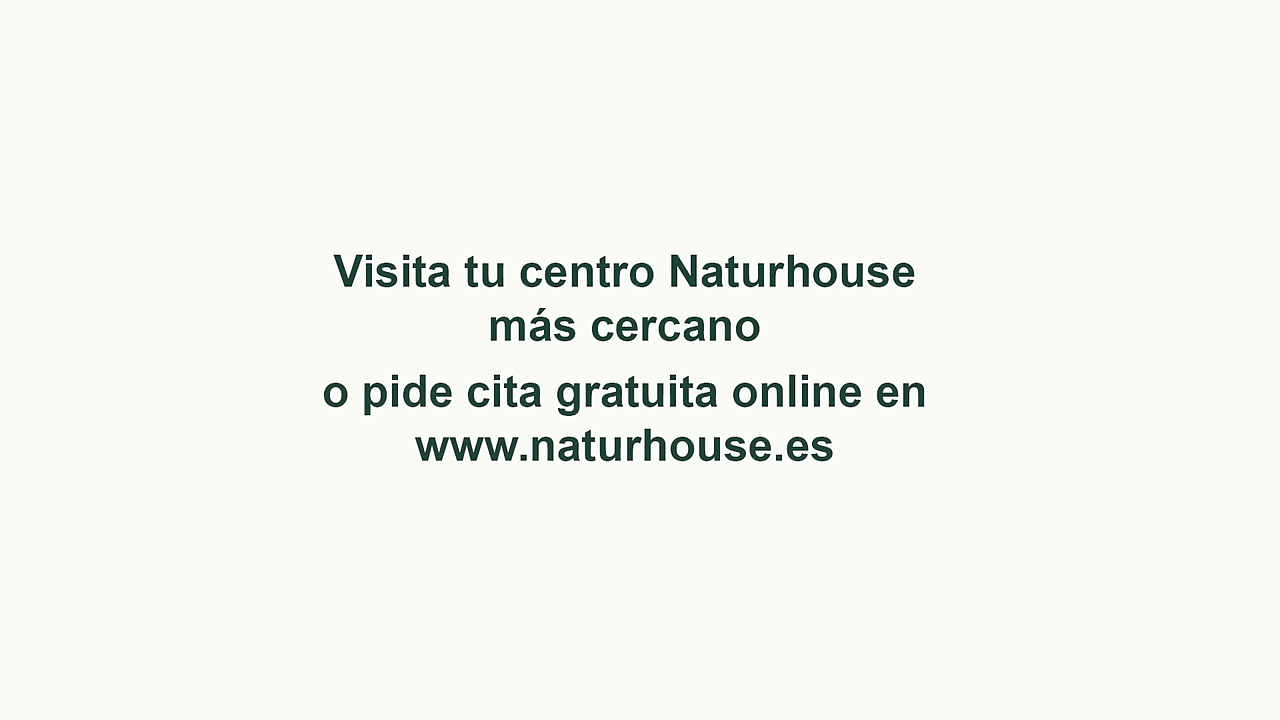 Visita tu centro Naturhouse
más cercano
o pide cita gratuita online en
www.naturhouse.es